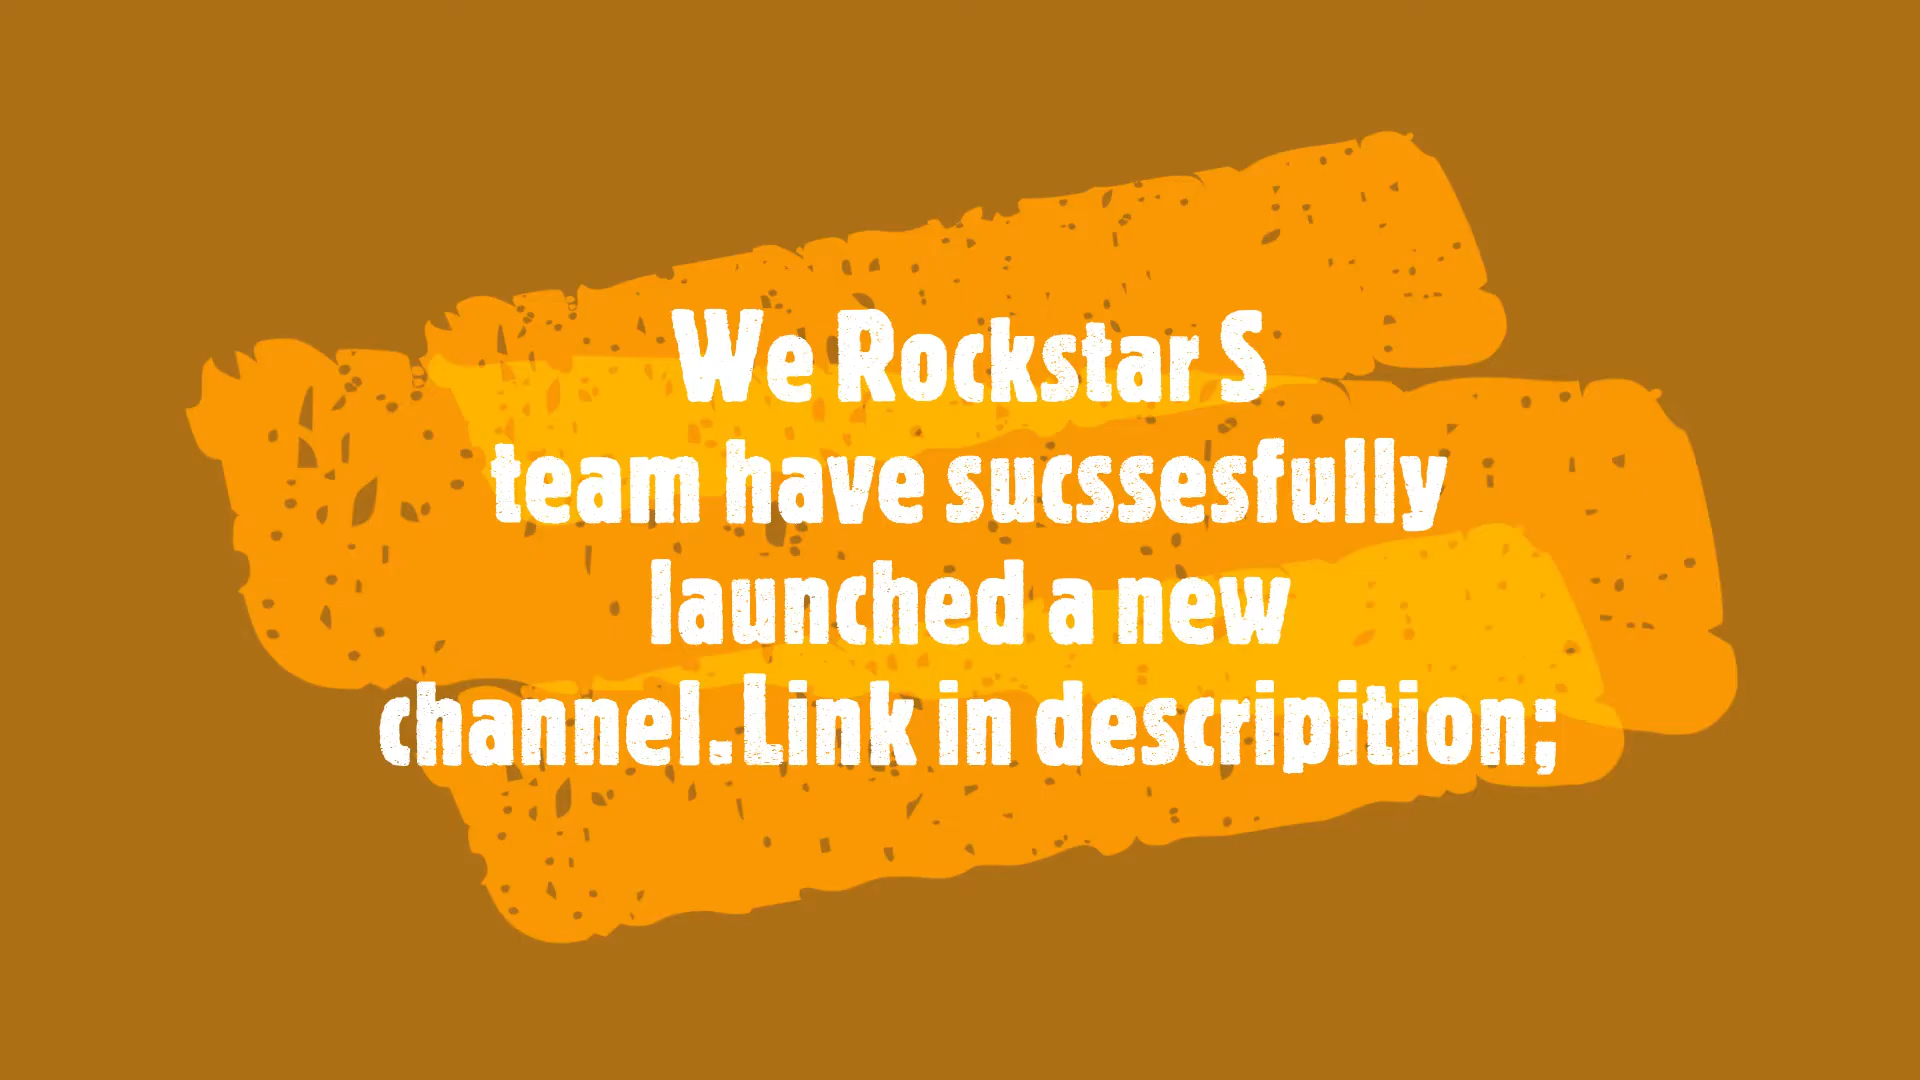 We Rockstar S
team have sucssesfully
launched a new
channel.Link in descripition;